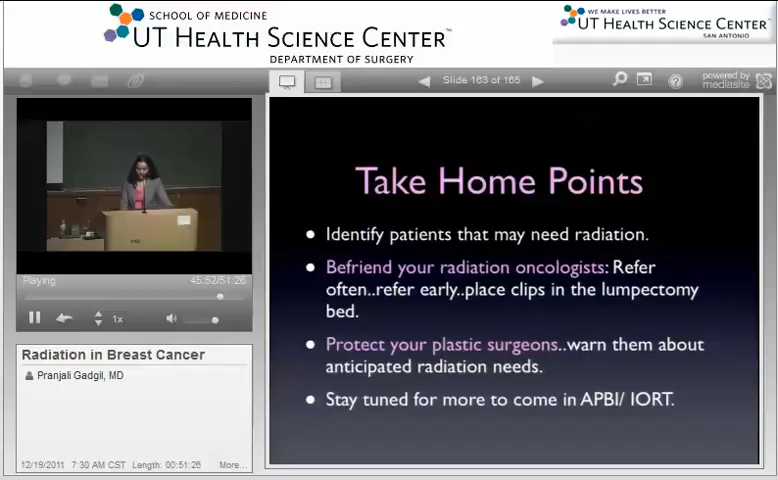 SCHOOL OF MEDICINE
UT HEALTH SCIENCE CENTER™
DEPARTMENT OF SURGERY
WE MAKE LIVES BETTER
UT HEALTH SCIENCE CENTER
SAN ANTONIO
Slide 163 of 165
powered by
mediasite
Playing
45:52/51:26
1x
Radiation in Breast Cancer
Pranjali Gadgil, MD
12/19/2011 7:30 AM CST Length: 00:51:26 More...
Take Home Points
• Identify patients that may need radiation.
• Befriend your radiation oncologists: Refer
often..refer early..place clips in the lumpectomy
bed.
• Protect your plastic surgeons..warn them about
anticipated radiation needs.
• Stay tuned for more to come in APBI/ IORT.